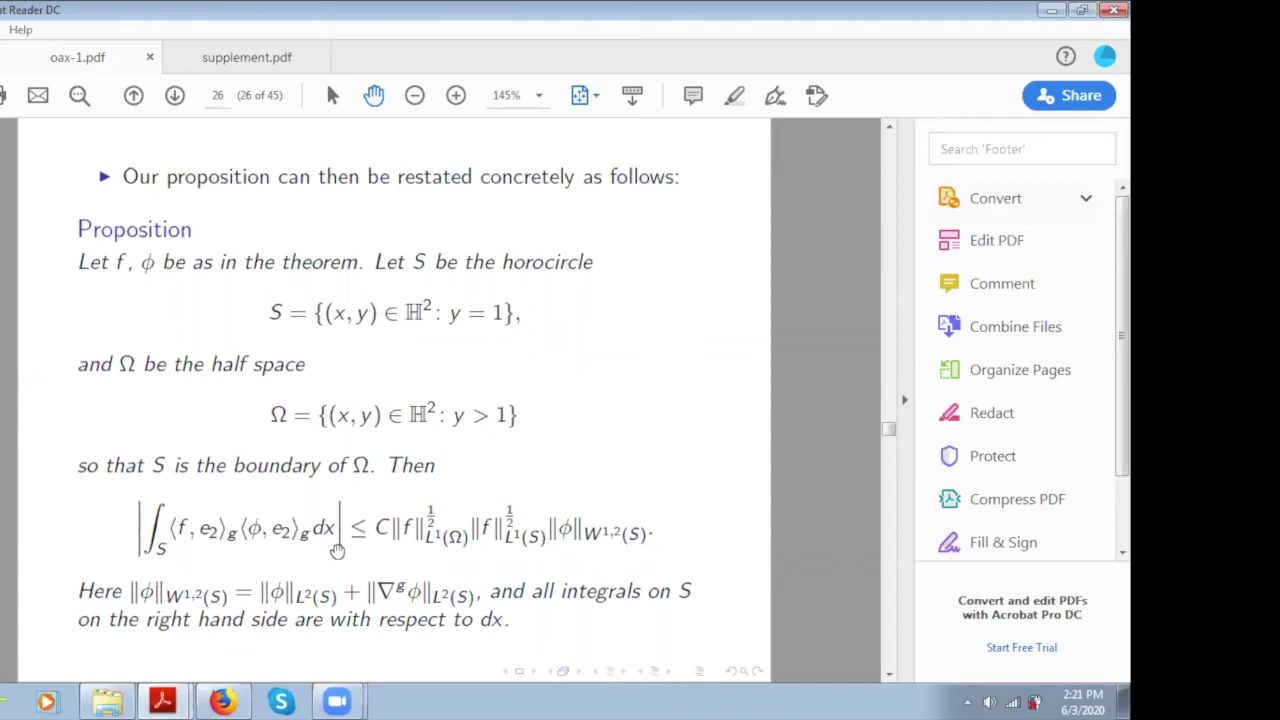 t Reader DC
Help
oax-1.pdf × supplement.pdf
26 (26 of 45) 145% Share
► Our proposition can then be restated concretely as follows:
Proposition
Let f, ϕ be as in the theorem. Let S be the horocircle
S = {(x, y) ∈ ℍ² : y = 1},
and Ω be the half space
Ω = {(x, y) ∈ ℍ² : y > 1}
so that S is the boundary of Ω. Then
|∫_S ⟨f, e₂⟩_g ⟨ϕ, e₂⟩_g dx| ≤ C‖f‖^{1/2}_{L¹(Ω)} ‖f‖^{1/2}_{L¹(S)} ‖ϕ‖_{W^{1,2}(S)}.
Here ‖ϕ‖_{W^{1,2}(S)} = ‖ϕ‖_{L²(S)} + ‖∇^g ϕ‖_{L²(S)}, and all integrals on S
on the right hand side are with respect to dx.
Search 'Footer'
Convert
Edit PDF
Comment
Combine Files
Organize Pages
Redact
Protect
Compress PDF
Fill & Sign
Convert and edit PDFs
with Acrobat Pro DC
Start Free Trial
2:21 PM
6/3/2020